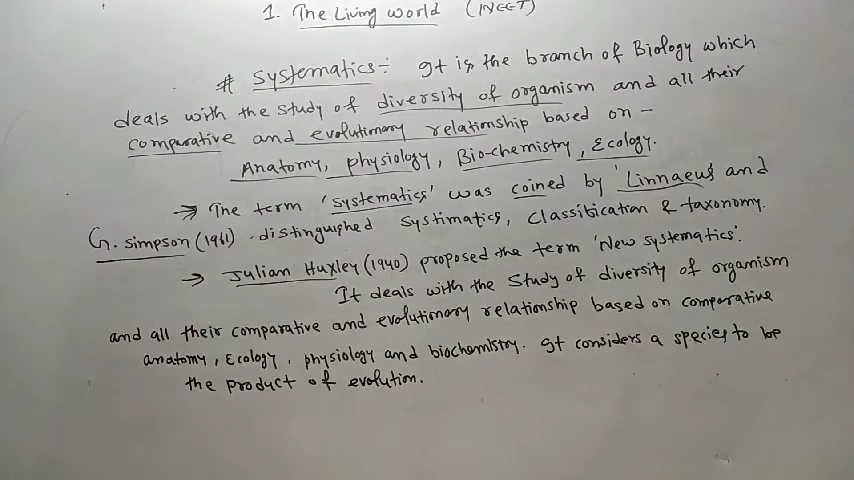 1. The Living world (NEET)
# Systematics:- It is the branch of Biology which
deals with the study of diversity of organism and all their
comparative and evolutionary relationship based on -
Anatomy, physiology, Bio-chemistry, Ecology.
→ The term 'systematics' was coined by 'Linnaeus' and
G. simpson (1961) distinguished systimatics, classibication & taxonomy.
→ Julian Huxley (1940) proposed the term 'New systematics'.
It deals with the study of diversity of organism
and all their comparative and evolutionary relationship based on comparative
anatomy, Ecology, physiology and biochemistry. It considers a species to be
the product of evolution.